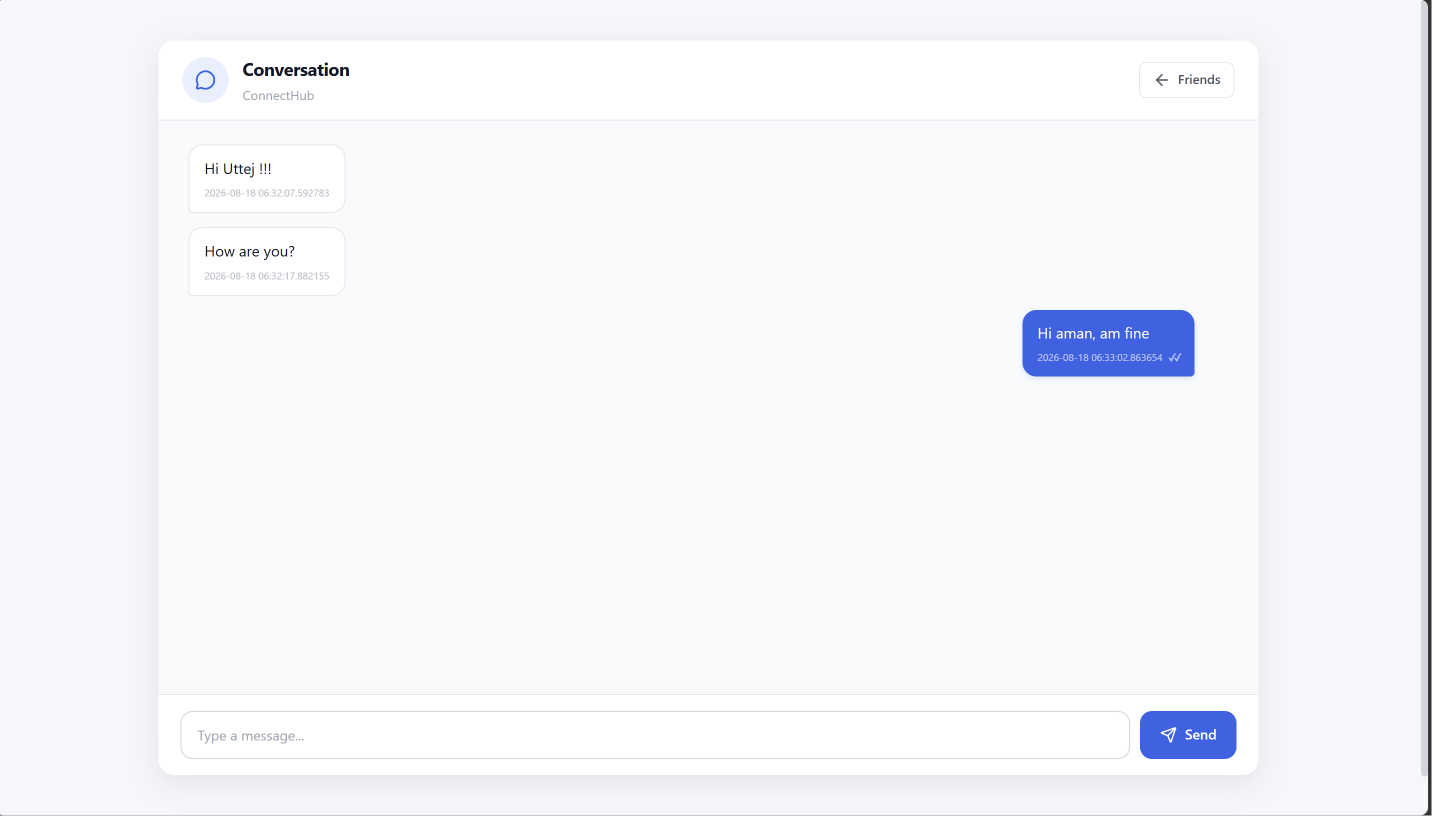 Conversation
ConnectHub
Friends
Hi Uttej !!!
2026-08-18 06:32:07.592783
How are you?
2026-08-18 06:32:17.882155
Hi aman, am fine
2026-08-18 06:33:02.863654
Type a message...
Send